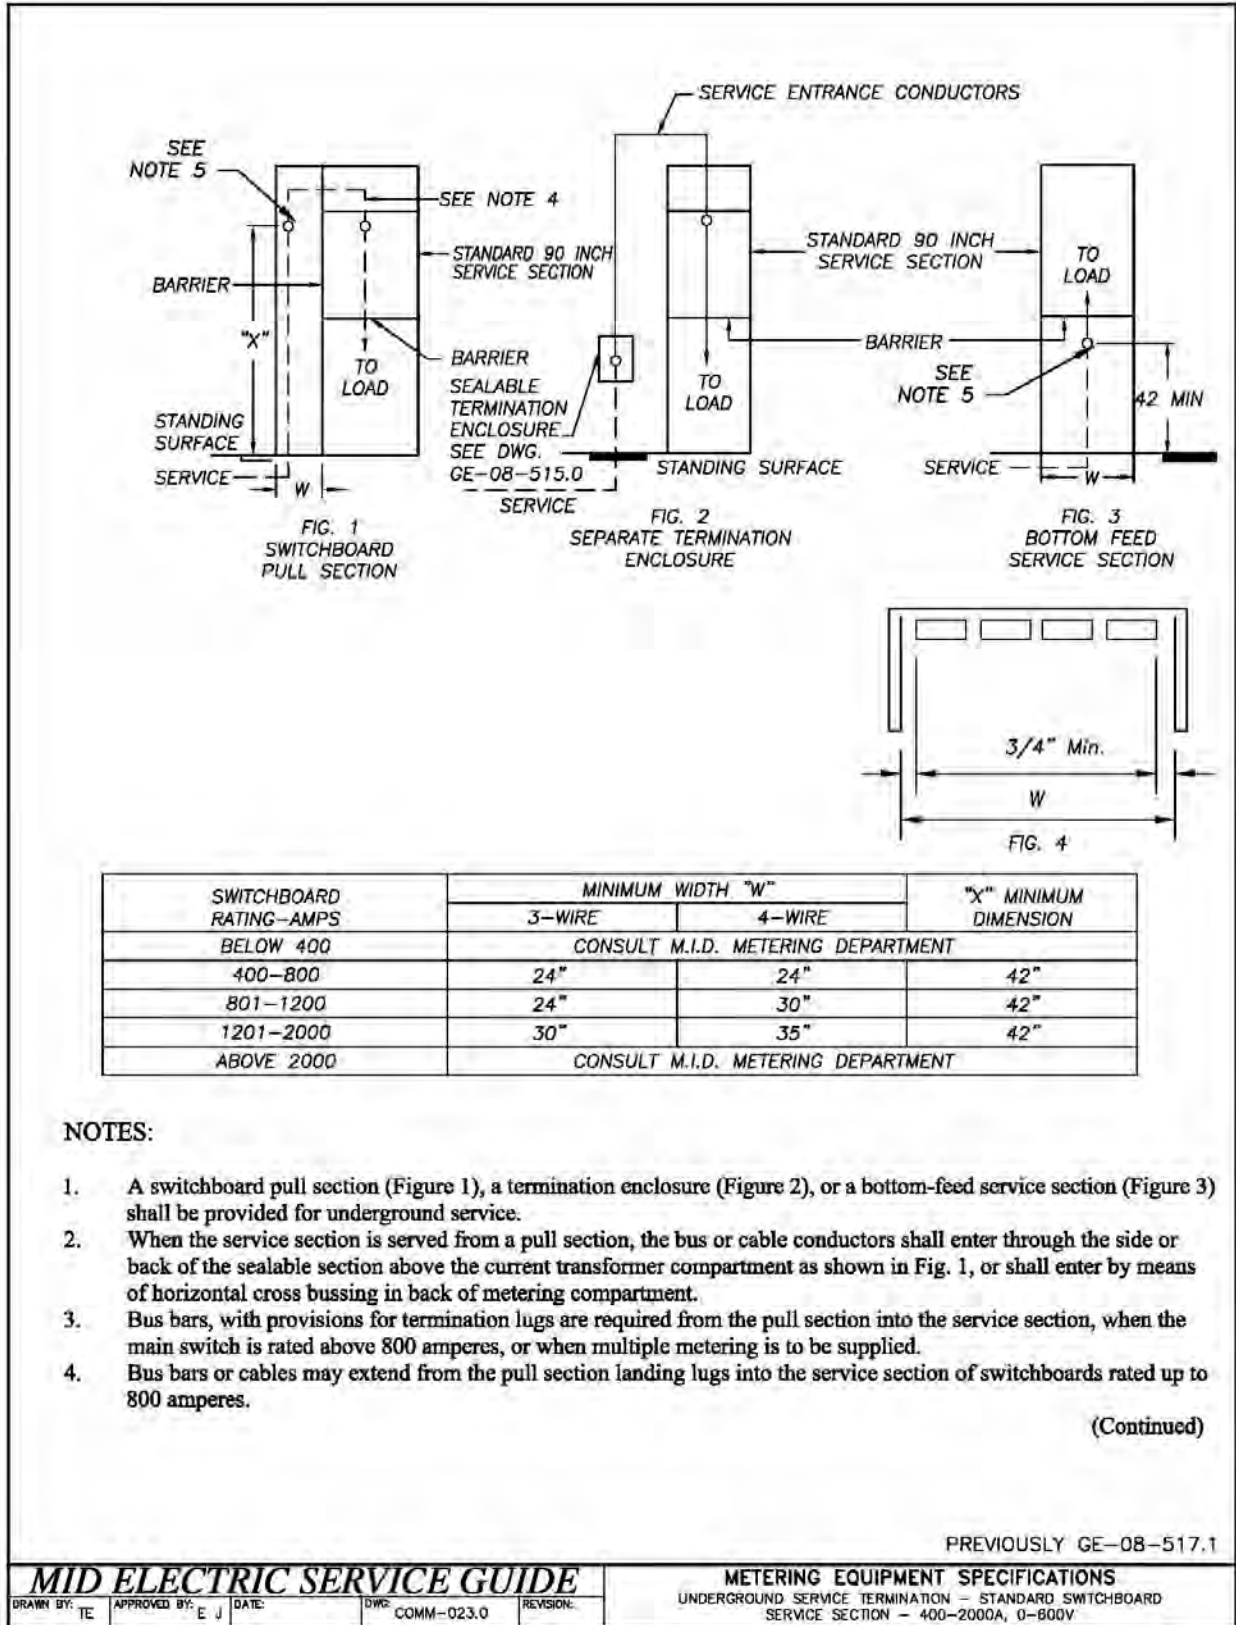 SERVICE ENTRANCE CONDUCTORS
SEE
NOTE 5
SEE NOTE 4
STANDARD 90 INCH
SERVICE SECTION
BARRIER
"X"
BARRIER
TO
LOAD
STANDING
SURFACE
SERVICE
W
FIG. 1
SWITCHBOARD
PULL SECTION
SEALABLE
TERMINATION
ENCLOSURE
SEE DWG.
GE-08-515.0
SERVICE
TO
LOAD
STANDING SURFACE
FIG. 2
SEPARATE TERMINATION
ENCLOSURE
STANDARD 90 INCH
SERVICE SECTION
BARRIER
TO
LOAD
SEE
NOTE 5
42 MIN
SERVICE
W
FIG. 3
BOTTOM FEED
SERVICE SECTION
3/4" Min.
W
FIG. 4
SWITCHBOARD
RATING-AMPS
MINIMUM WIDTH "W"
"X" MINIMUM
DIMENSION
3-WIRE 4-WIRE
BELOW 400 CONSULT M.I.D. METERING DEPARTMENT
400-800 24" 24" 42"
801-1200 24" 30" 42"
1201-2000 30" 35" 42"
ABOVE 2000 CONSULT M.I.D. METERING DEPARTMENT
NOTES:
1. A switchboard pull section (Figure 1), a termination enclosure (Figure 2), or a bottom-feed service section (Figure 3)
shall be provided for underground service.
2. When the service section is served from a pull section, the bus or cable conductors shall enter through the side or
back of the sealable section above the current transformer compartment as shown in Fig. 1, or shall enter by means
of horizontal cross bussing in back of metering compartment.
3. Bus bars, with provisions for termination lugs are required from the pull section into the service section, when the
main switch is rated above 800 amperes, or when multiple metering is to be supplied.
4. Bus bars or cables may extend from the pull section landing lugs into the service section of switchboards rated up to
800 amperes.
(Continued)
PREVIOUSLY GE-08-517.1
MID ELECTRIC SERVICE GUIDE
DRAWN BY: TE APPROVED BY: E J DATE: DWG: COMM-023.0 REVISION:
METERING EQUIPMENT SPECIFICATIONS
UNDERGROUND SERVICE TERMINATION - STANDARD SWITCHBOARD
SERVICE SECTION - 400-2000A, 0-600V